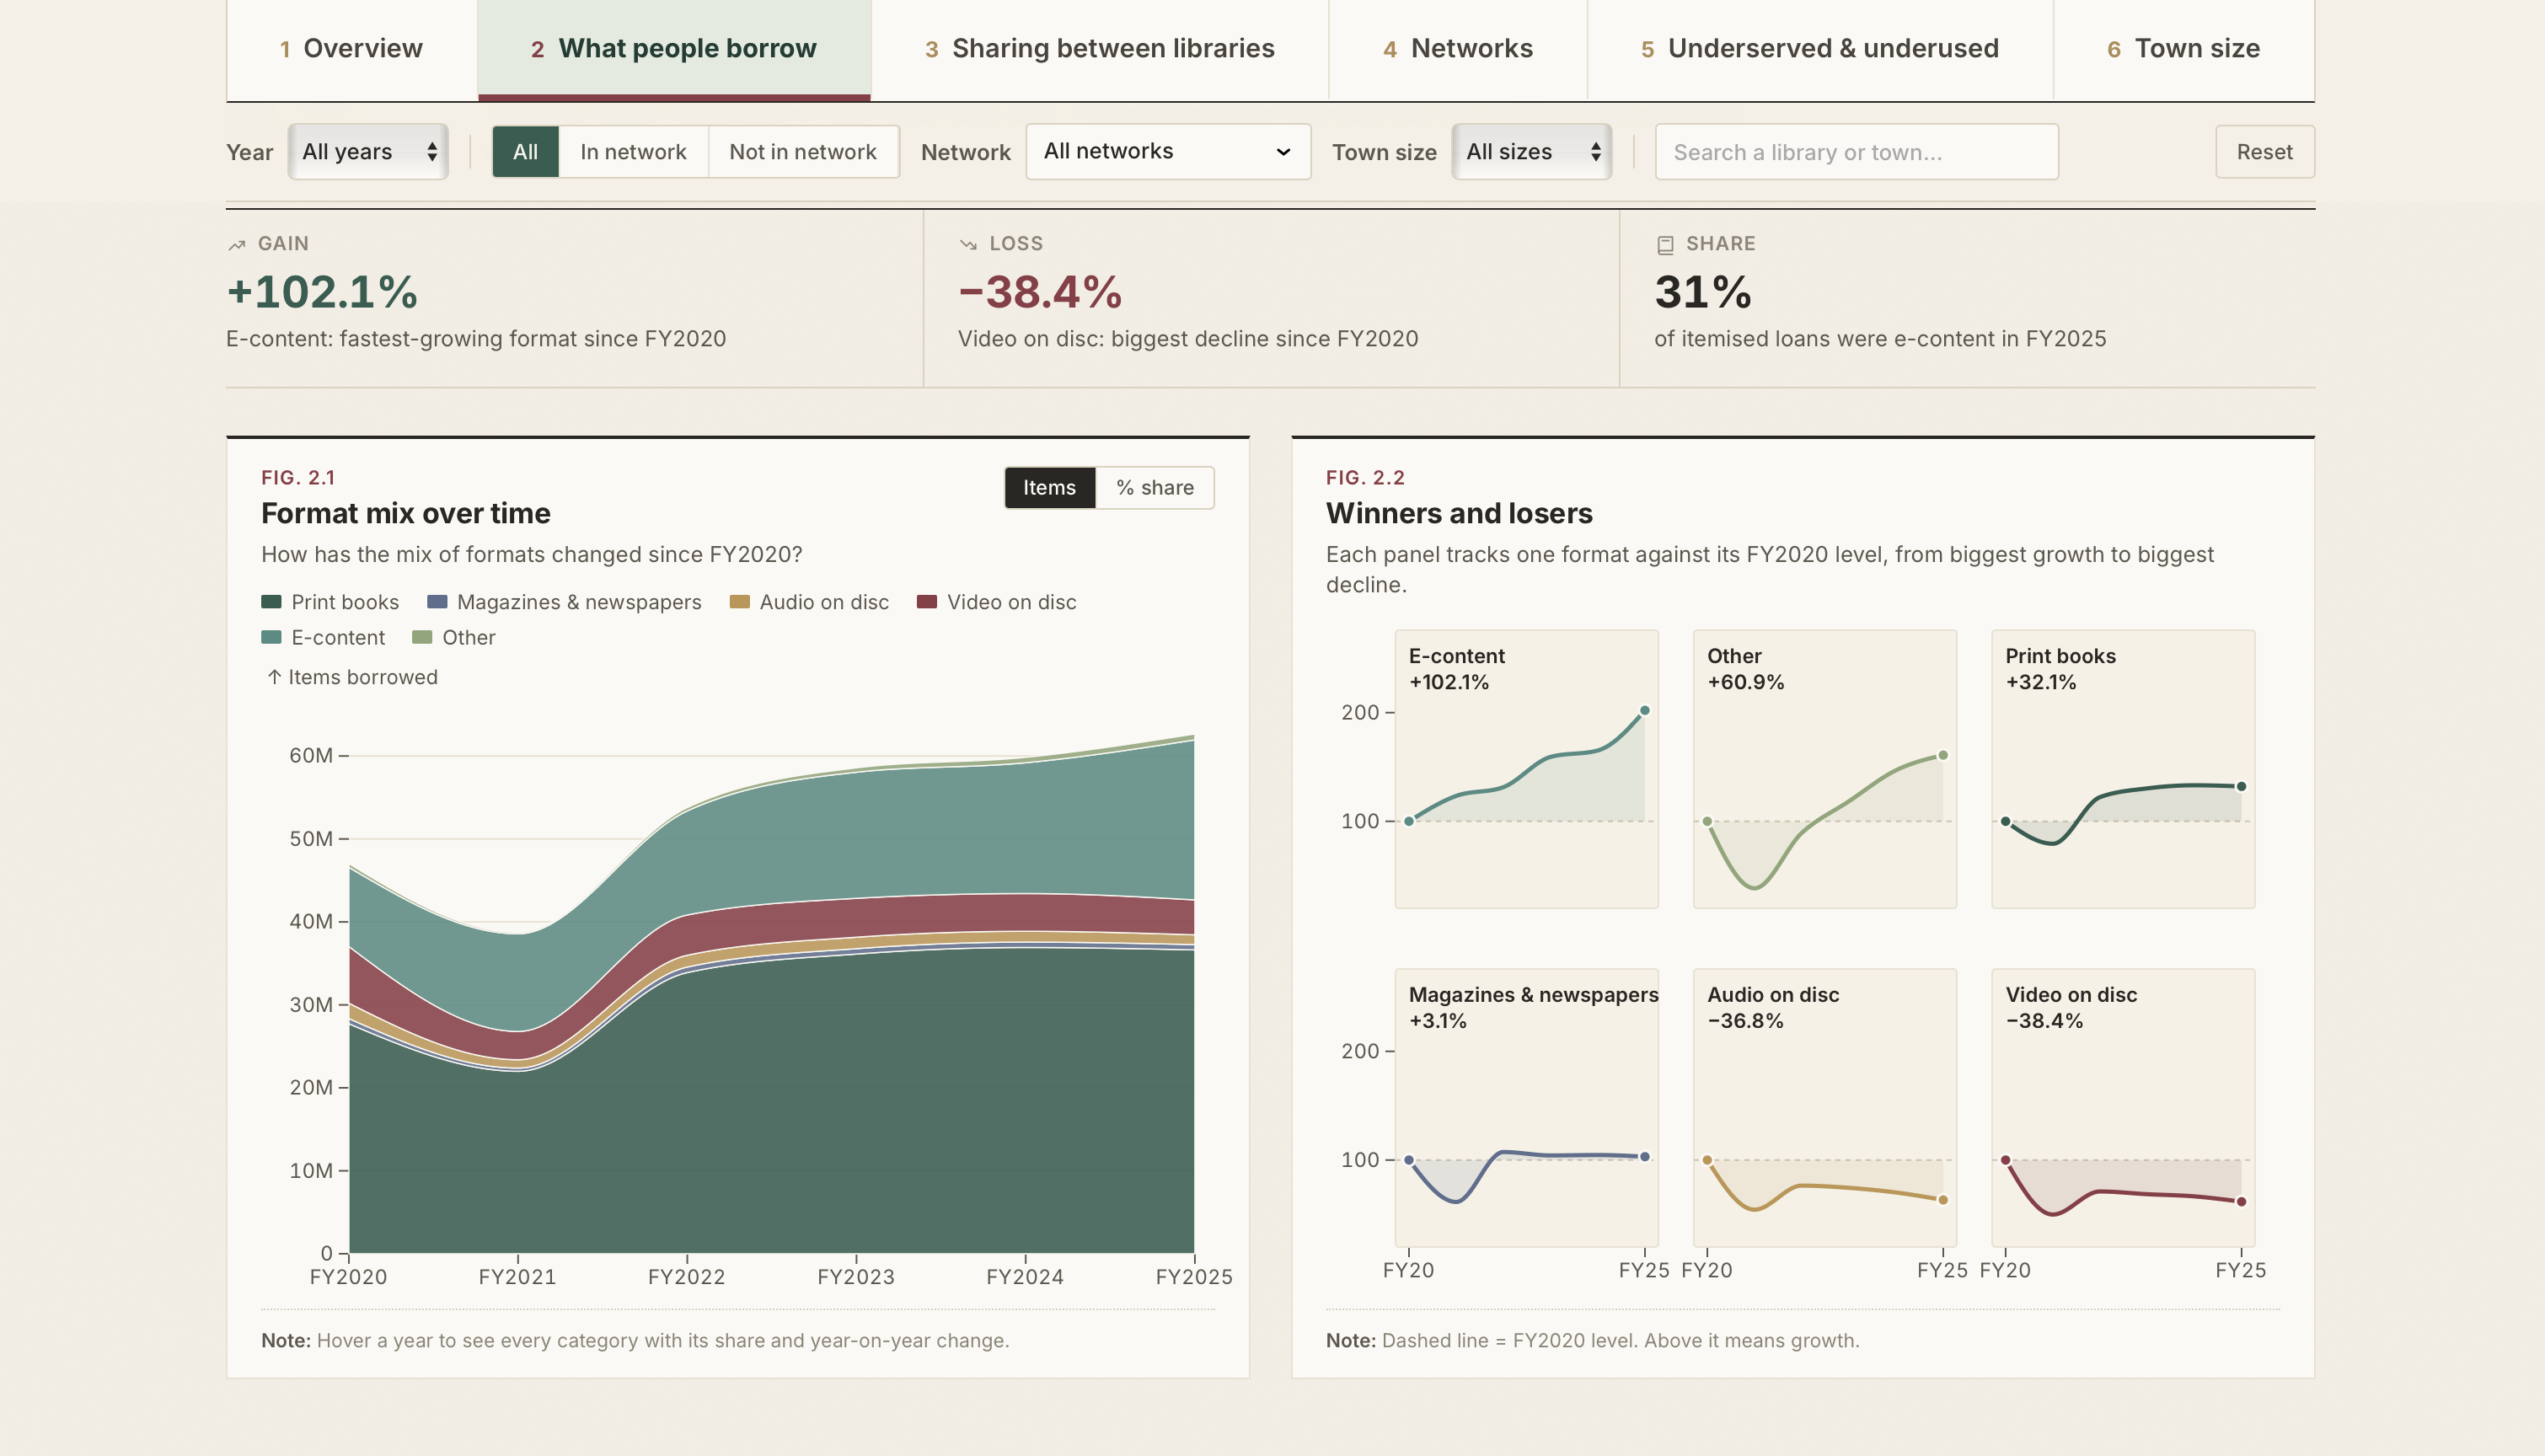 1 Overview
2 What people borrow
3 Sharing between libraries
4 Networks
5 Underserved & underused
6 Town size
Year All years All In network Not in network Network All networks Town size All sizes Search a library or town... Reset
GAIN
+102.1%
E-content: fastest-growing format since FY2020
LOSS
−38.4%
Video on disc: biggest decline since FY2020
SHARE
31%
of itemised loans were e-content in FY2025
FIG. 2.1
Items % share
Format mix over time
How has the mix of formats changed since FY2020?
Print books Magazines & newspapers Audio on disc Video on disc
E-content Other
↑ Items borrowed
60M
50M
40M
30M
20M
10M
0
FY2020 FY2021 FY2022 FY2023 FY2024 FY2025
Note: Hover a year to see every category with its share and year-on-year change.
FIG. 2.2
Winners and losers
Each panel tracks one format against its FY2020 level, from biggest growth to biggest
decline.
E-content
+102.1%
Other
+60.9%
Print books
+32.1%
200
100
Magazines & newspapers
+3.1%
Audio on disc
−36.8%
Video on disc
−38.4%
200
100
FY20 FY25 FY20 FY25 FY20 FY25
Note: Dashed line = FY2020 level. Above it means growth.